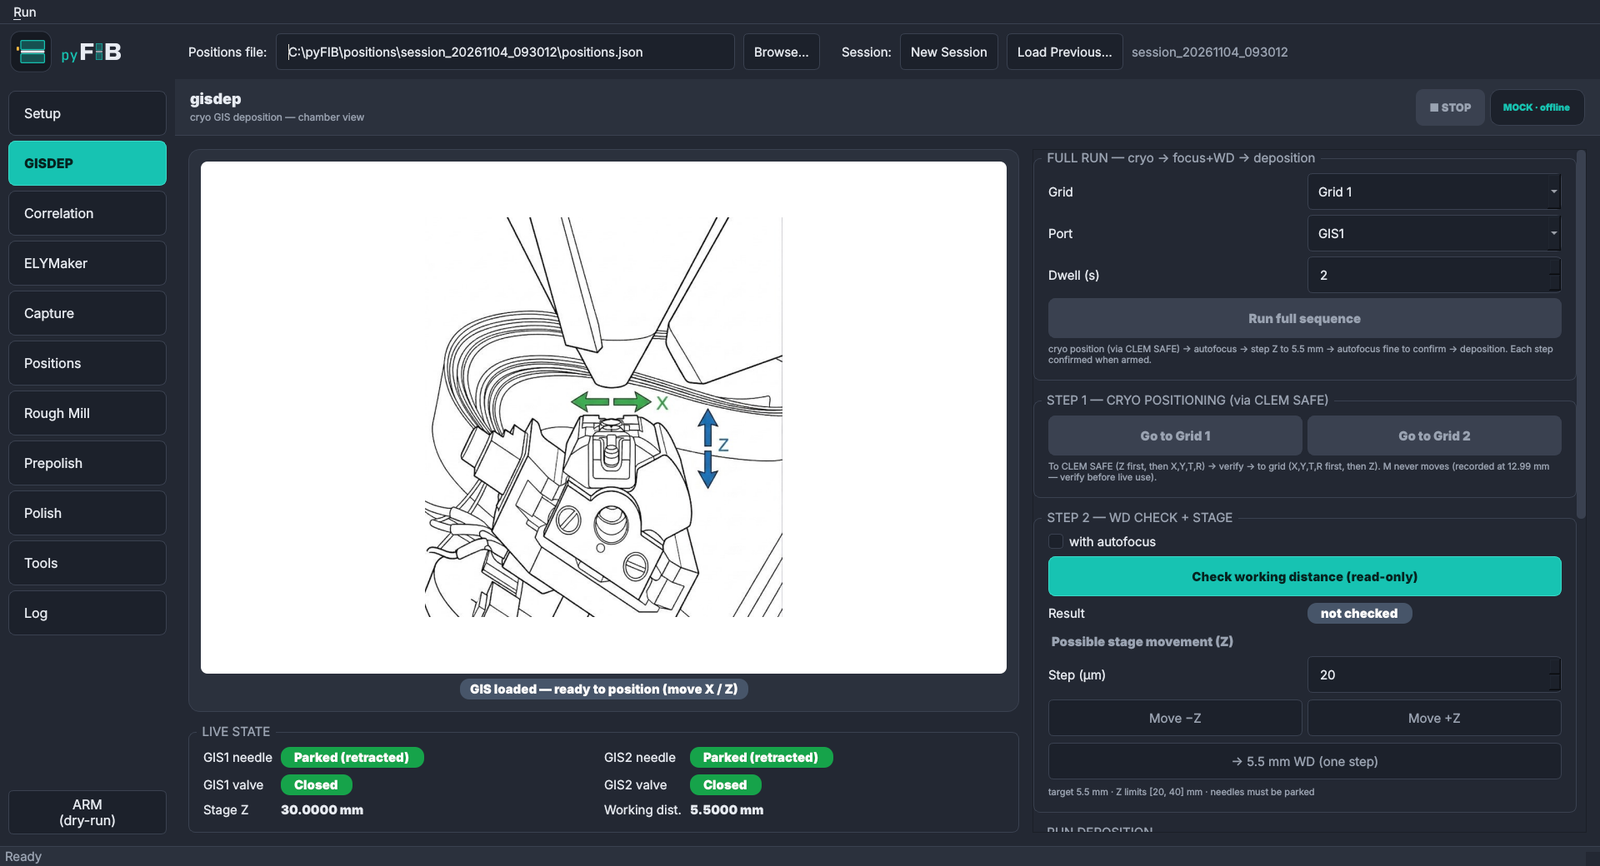 Run
pyFIB
Positions file:
C:\pyFIB\positions\session_20261104_093012\positions.json
Browse...
Session:
New Session
Load Previous...
session_20261104_093012
Setup
GISDEP
Correlation
ELYMaker
Capture
Positions
Rough Mill
Prepolish
Polish
Tools
Log
ARM
(dry-run)
gisdep
cryo GIS deposition — chamber view
STOP
MOCK · offline
X
Z
GIS loaded — ready to position (move X / Z)
LIVE STATE
GIS1 needle Parked (retracted)
GIS2 needle Parked (retracted)
GIS1 valve Closed
GIS2 valve Closed
Stage Z 30.0000 mm
Working dist. 5.5000 mm
FULL RUN — cryo → focus+WD → deposition
Grid Grid 1
Port GIS1
Dwell (s) 2
Run full sequence
cryo position (via CLEM SAFE) → autofocus → step Z to 5.5 mm → autofocus fine to confirm → deposition. Each step
confirmed when armed.
STEP 1 — CRYO POSITIONING (via CLEM SAFE)
Go to Grid 1
Go to Grid 2
To CLEM SAFE (Z first, then X,Y,T,R) → verify → to grid (X,Y,T,R first, then Z). M never moves (recorded at 12.99 mm
— verify before live use).
STEP 2 — WD CHECK + STAGE
with autofocus
Check working distance (read-only)
Result not checked
Possible stage movement (Z)
Step (µm) 20
Move −Z
Move +Z
→ 5.5 mm WD (one step)
target 5.5 mm · Z limits [20, 40] mm · needles must be parked
RUN DEPOSITION
Ready